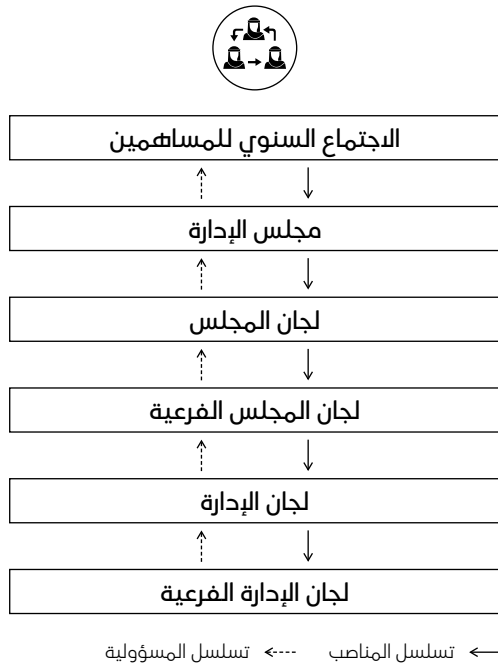 الاجتماع السنوي للمساهمين
مجلس الإدارة
لجان المجلس
لجان المجلس الفرعية
لجان الإدارة
لجان الإدارة الفرعية
تسلسل المناصب تسلسل المسؤولية